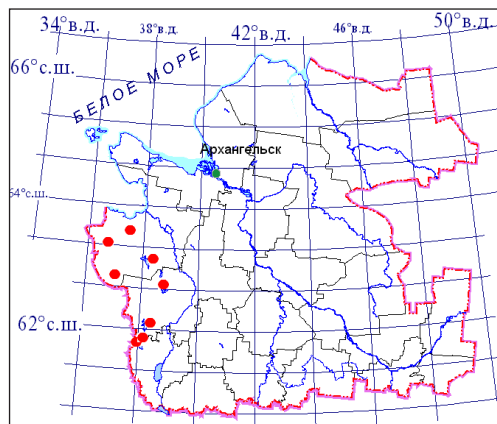 34°в.д.
38°в.д.
42°в.д.
46°в.д.
50°в.д.
66°с.ш.
БЕЛОЕ МОРЕ
Архангельск
64°с.ш.
62°с.ш.